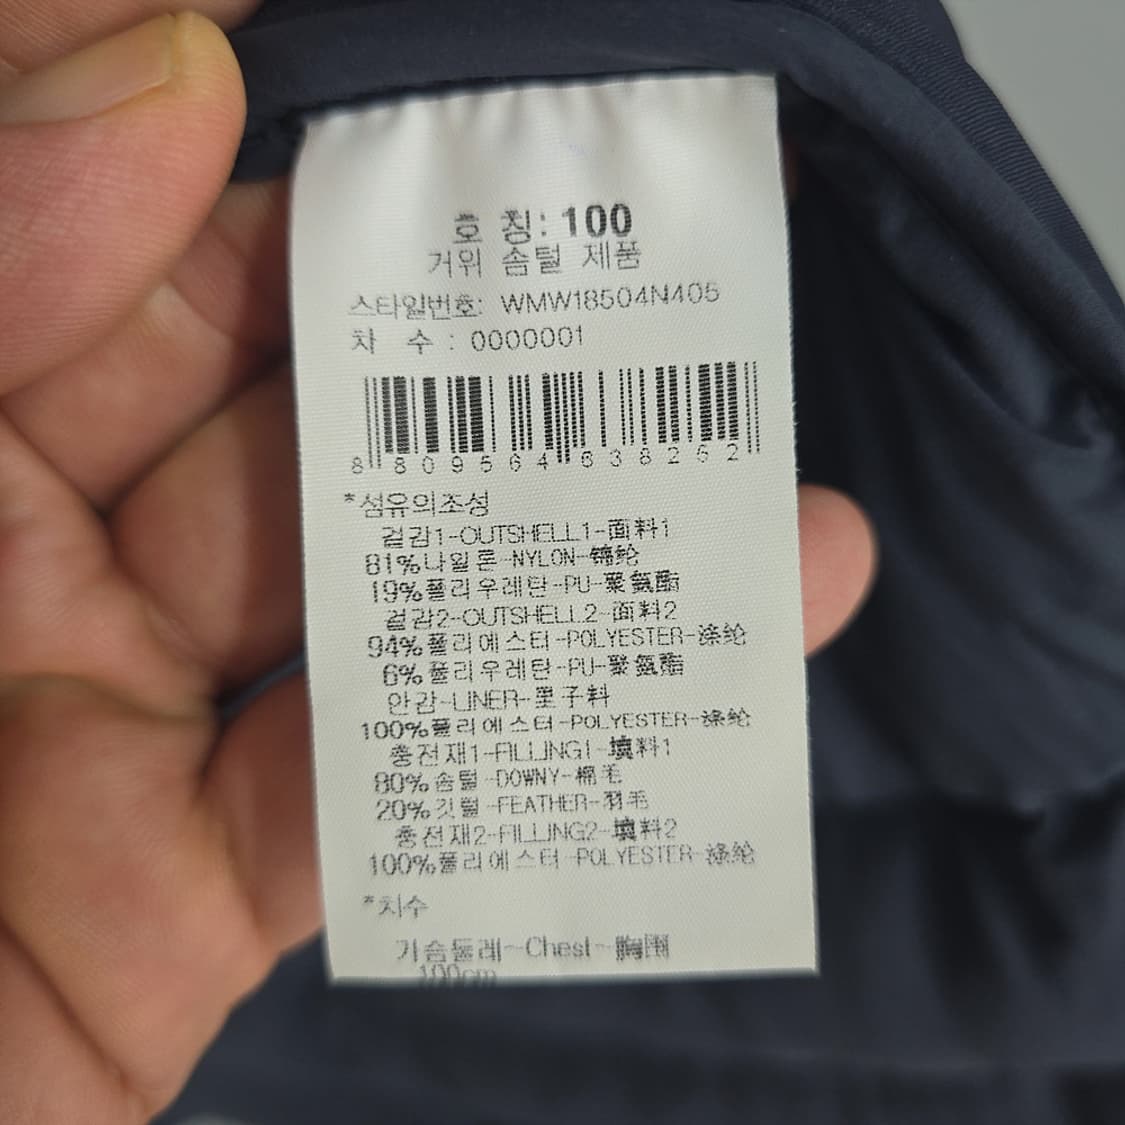 호 칭: 100
거위 솜털 제품
스타일번호: WMW18504N405
차 수 : 0000001
8 809564 638262
*섬유의조성
겉감1-OUTSHELL1-面料1
81%나일론-NYLON-锦纶
19%폴리우레탄-PU-聚氨酯
겉감2-OUTSHELL2-面料2
94%폴리에스터-POLYESTER-涤纶
6%폴리우레탄-PU-聚氨酯
안감-LINER-里子料
100%폴리에스터-POLYESTER-涤纶
충전재1-FILLING1-填料1
80%솜털-DOWNY-棉毛
20%깃털-FEATHER-羽毛
충전재2-FILLING2-填料2
100%폴리에스터-POLYESTER-涤纶
*치수
가슴둘레-Chest-胸围
100cm